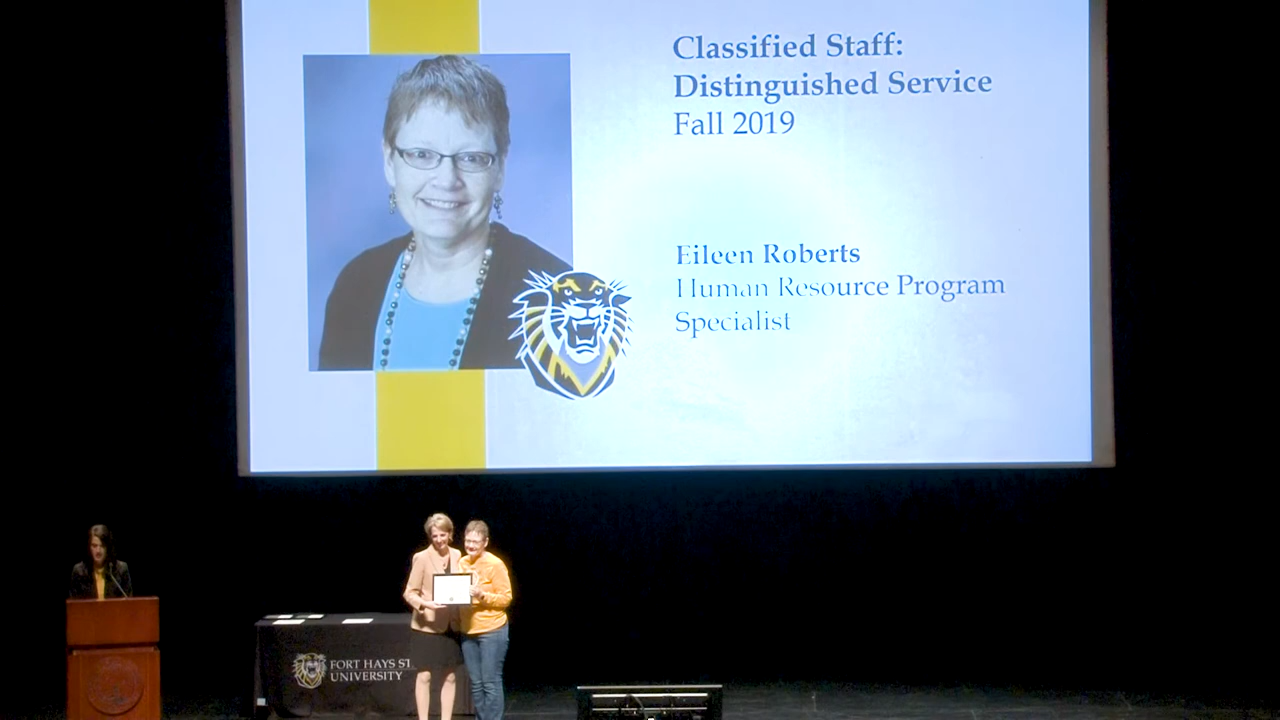 Classified Staff:
Distinguished Service
Fall 2019
Eileen Roberts
Human Resource Program
Specialist
FORT HAYS ST
UNIVERSITY